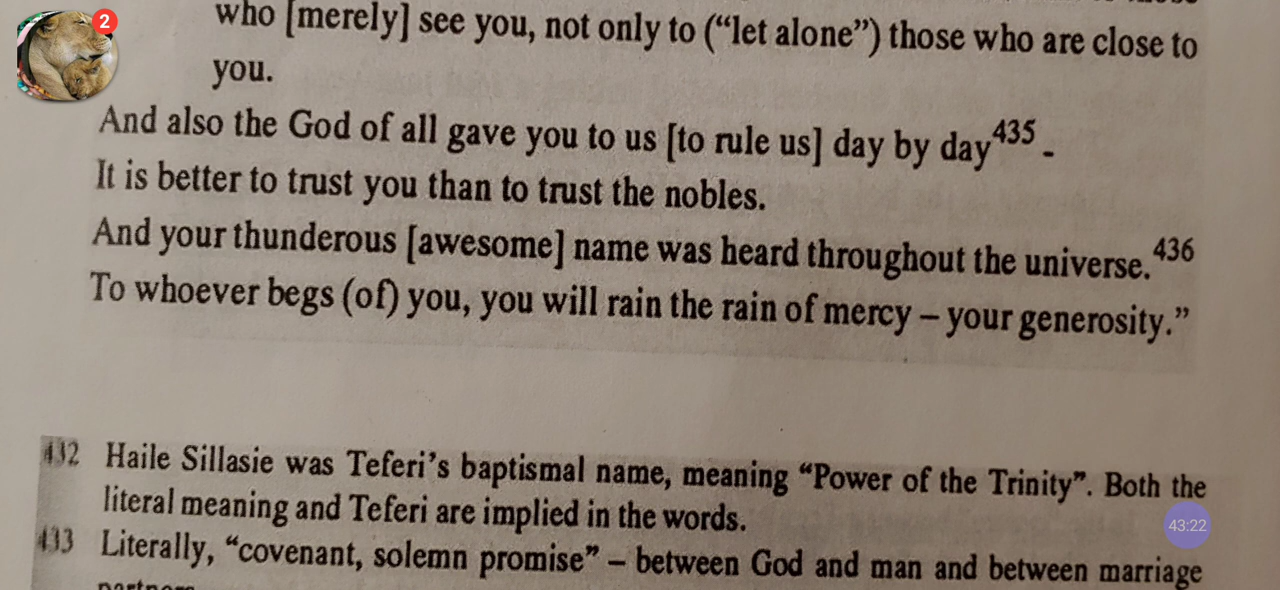 2
who [merely] see you, not only to (“let alone”) those who are close to
you.
And also the God of all gave you to us [to rule us] day by day435 -
It is better to trust you than to trust the nobles.
And your thunderous [awesome] name was heard throughout the universe.436
To whoever begs (of) you, you will rain the rain of mercy – your generosity.”
432 Haile Sillasie was Teferi’s baptismal name, meaning “Power of the Trinity”. Both the
literal meaning and Teferi are implied in the words.
43:22
433 Literally, “covenant, solemn promise” – between God and man and between marriage